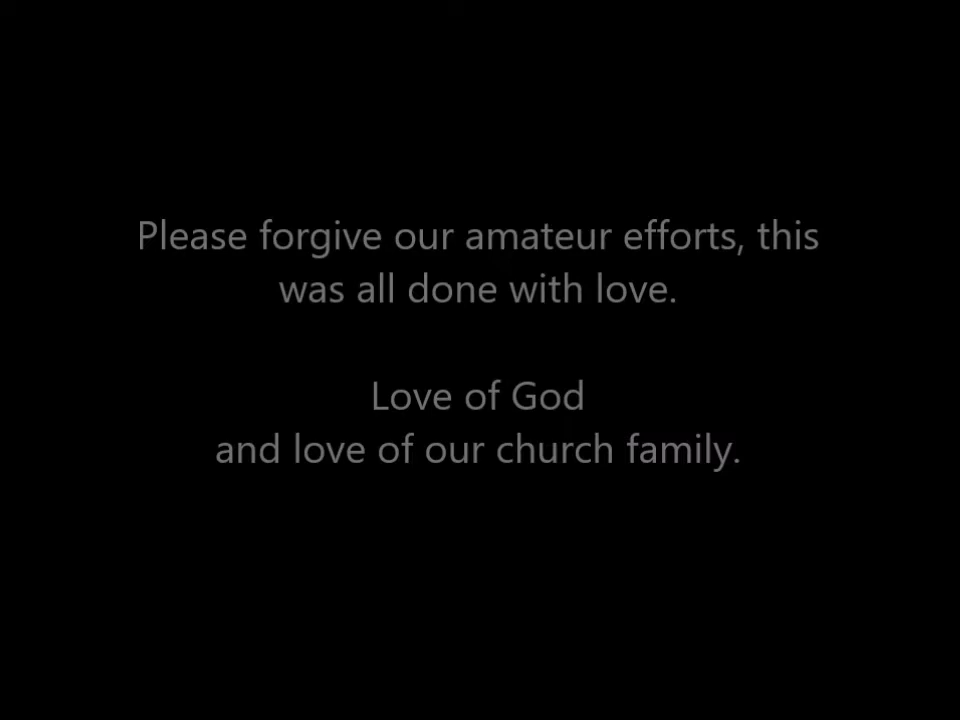 Please forgive our amateur efforts, this
was all done with love.
Love of God
and love of our church family.